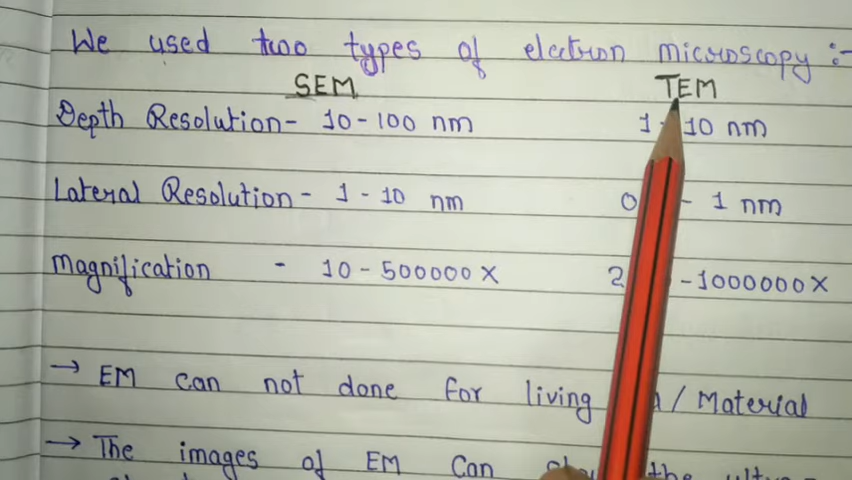 We used two types of electron microscopy :-
SEM TEM
Depth Resolution- 10-100 nm 1-10 nm
Lateral Resolution - 1 - 10 nm - 1 nm
Magnification - 10 - 500000 X -1000000 X
→ EM can not done for living / Material
→ The images of EM Can the